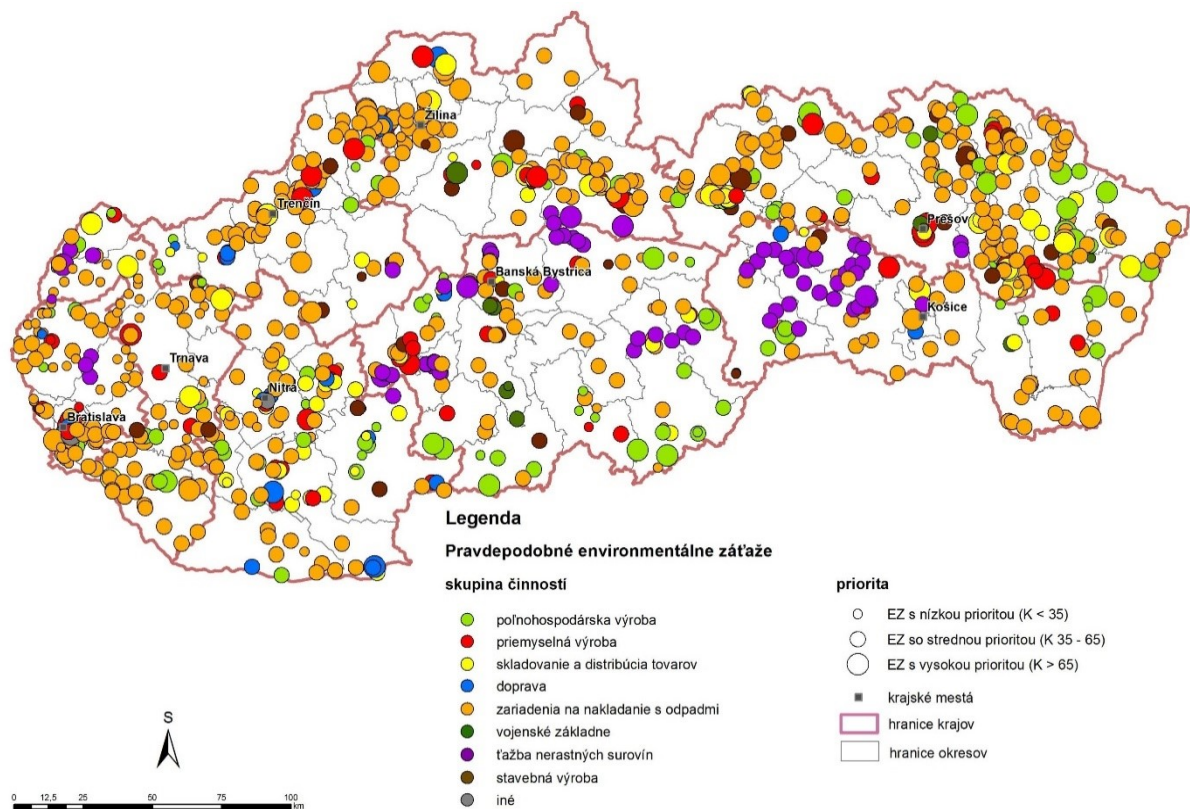 Žilina
Trenčín
Prešov
Banská Bystrica
Košice
Trnava
Nitra
Bratislava
Legenda
Pravdepodobné environmentálne záťaže
skupina činností
poľnohospodárska výroba
priemyselná výroba
skladovanie a distribúcia tovarov
doprava
zariadenia na nakladanie s odpadmi
vojenské základne
ťažba nerastných surovín
stavebná výroba
iné
priorita
EZ s nízkou prioritou (K < 35)
EZ so strednou prioritou (K 35 - 65)
EZ s vysokou prioritou (K > 65)
krajské mestá
hranice krajov
hranice okresov
S
0 12,5 25 50 75 100
km